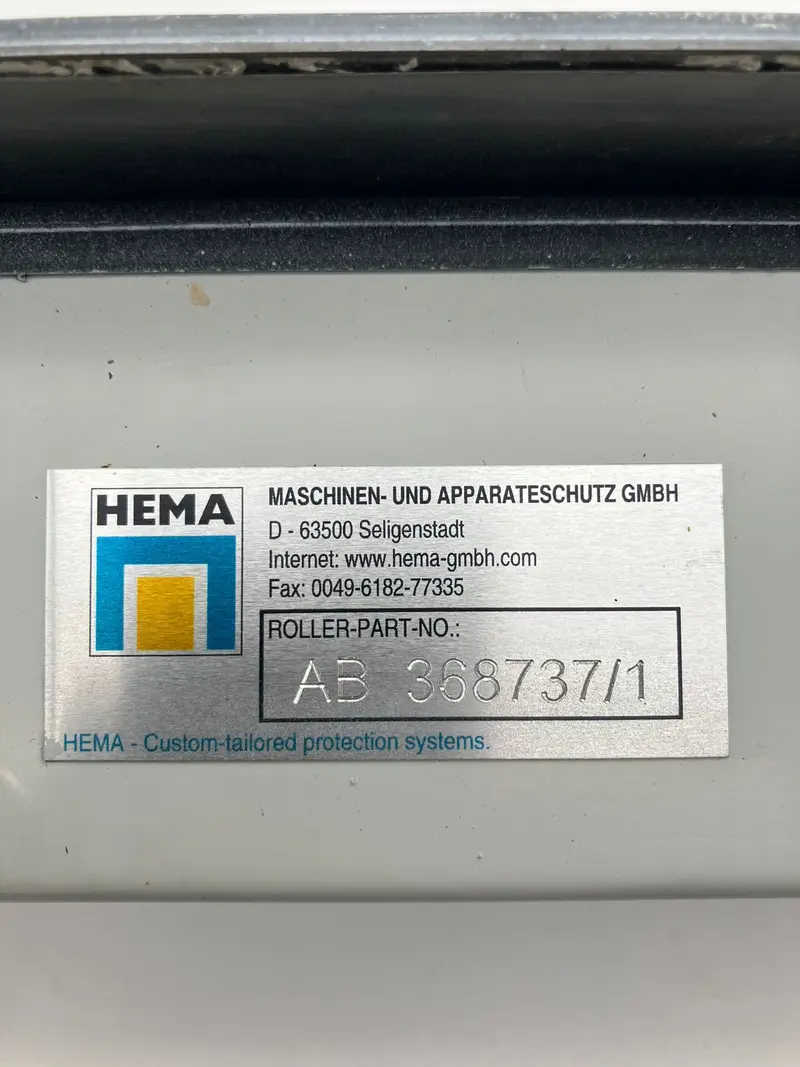 HEMA
MASCHINEN- UND APPARATESCHUTZ GMBH
D - 63500 Seligenstadt
Internet: www.hema-gmbh.com
Fax: 0049-6182-77335
ROLLER-PART-NO.:
AB 368737/1
HEMA - Custom-tailored protection systems.